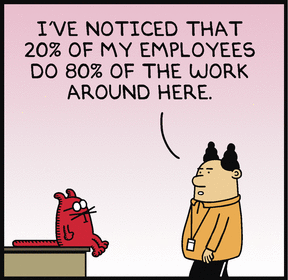 I'VE NOTICED THAT
20% OF MY EMPLOYEES
DO 80% OF THE WORK
AROUND HERE.